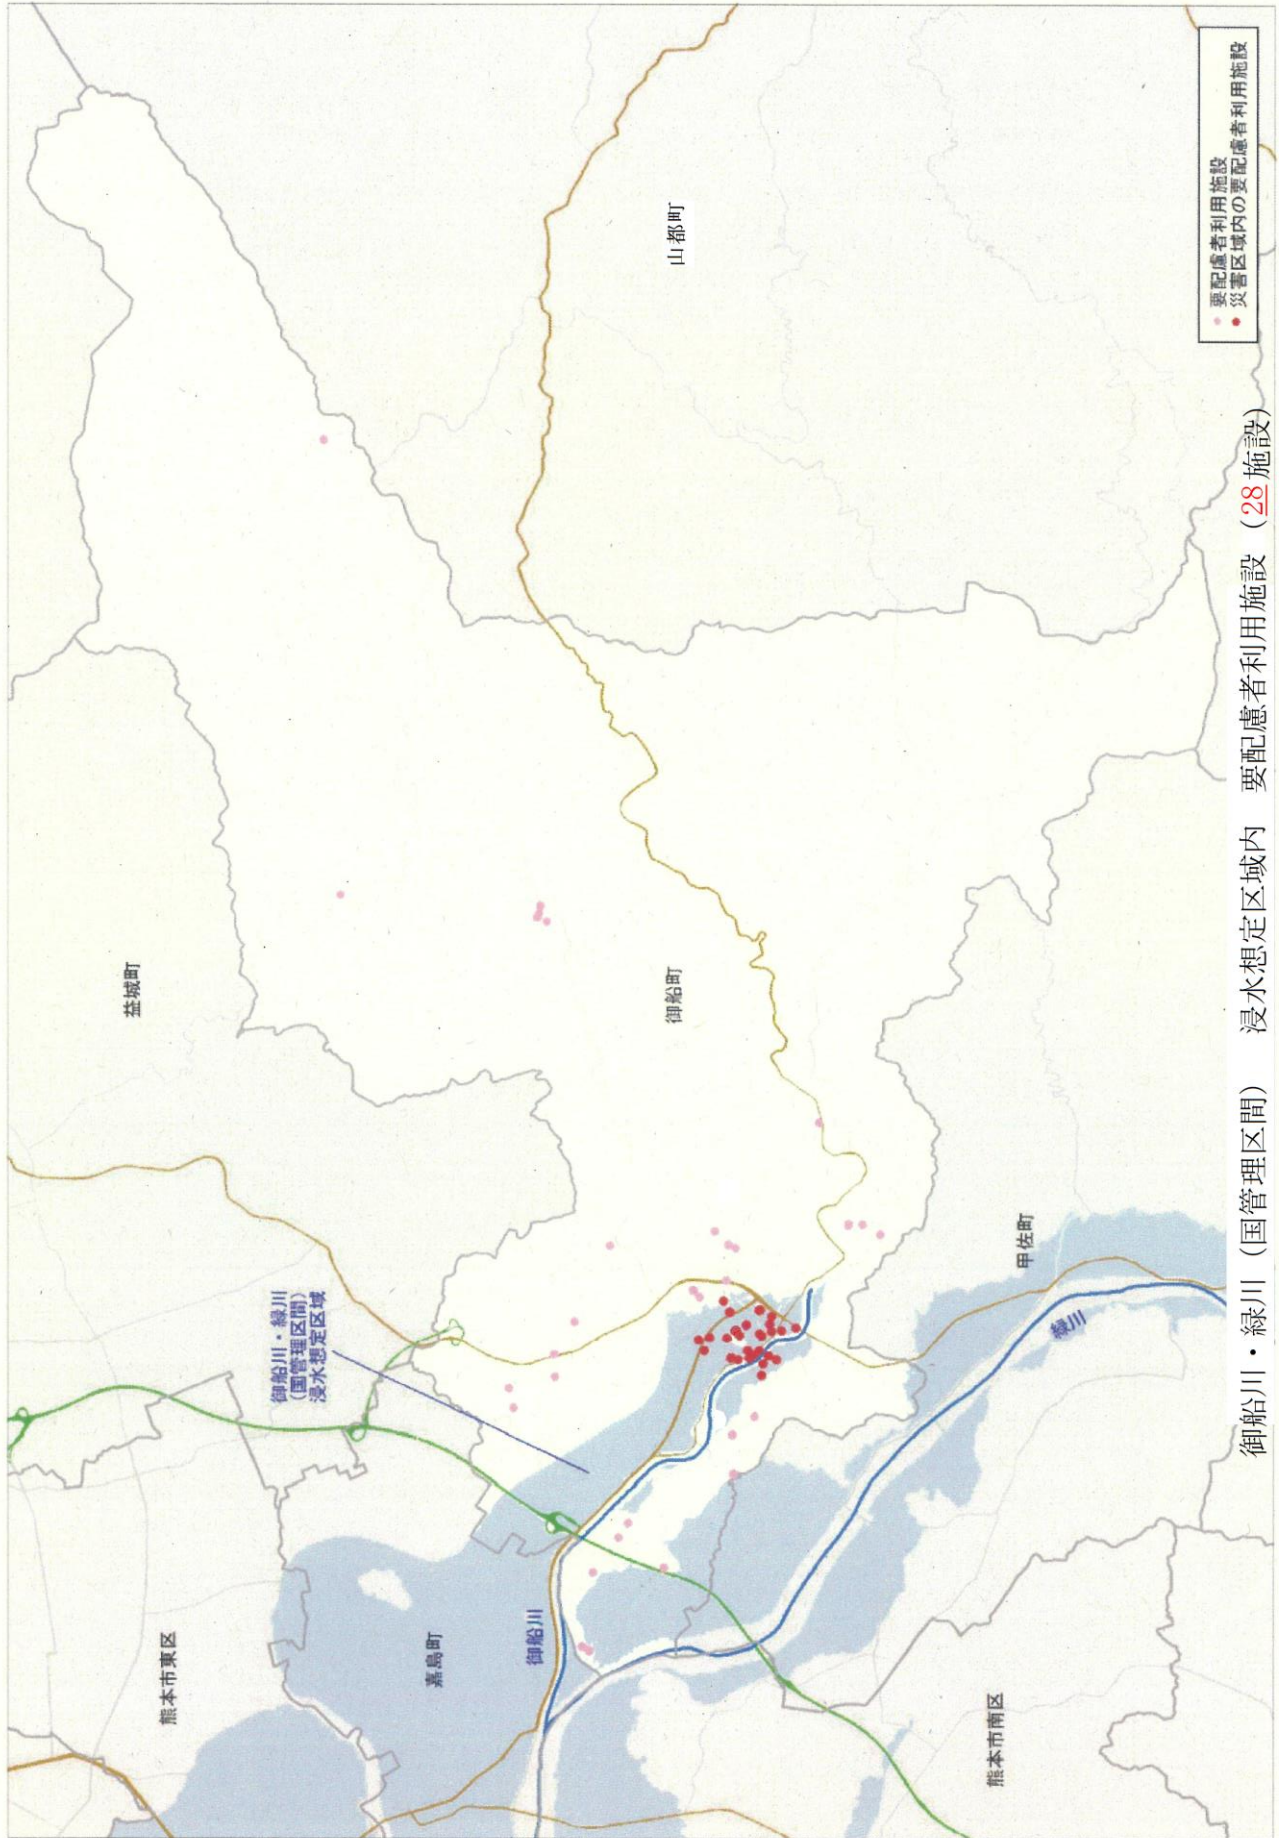 益城町
山都町
御船町
熊本市東区
嘉島町
御船川
御船川・緑川
(国管理区間)
浸水想定区域
甲佐町
緑川
熊本市南区
要配慮者利用施設
災害区域内の要配慮者利用施設
御船川・緑川（国管理区間）　浸水想定区域内　要配慮者利用施設（28施設）